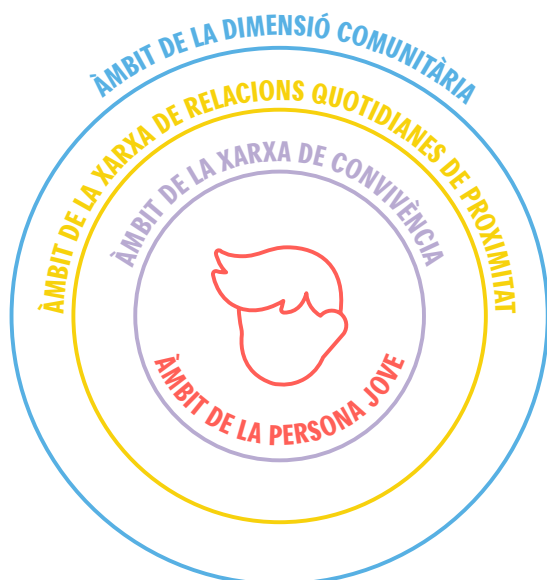 ÀMBIT DE LA DIMENSIÓ COMUNITÀRIA
ÀMBIT DE LA XARXA DE RELACIONS QUOTIDIANES DE PROXIMITAT
ÀMBIT DE LA XARXA DE CONVIVÈNCIA
ÀMBIT DE LA PERSONA JOVE